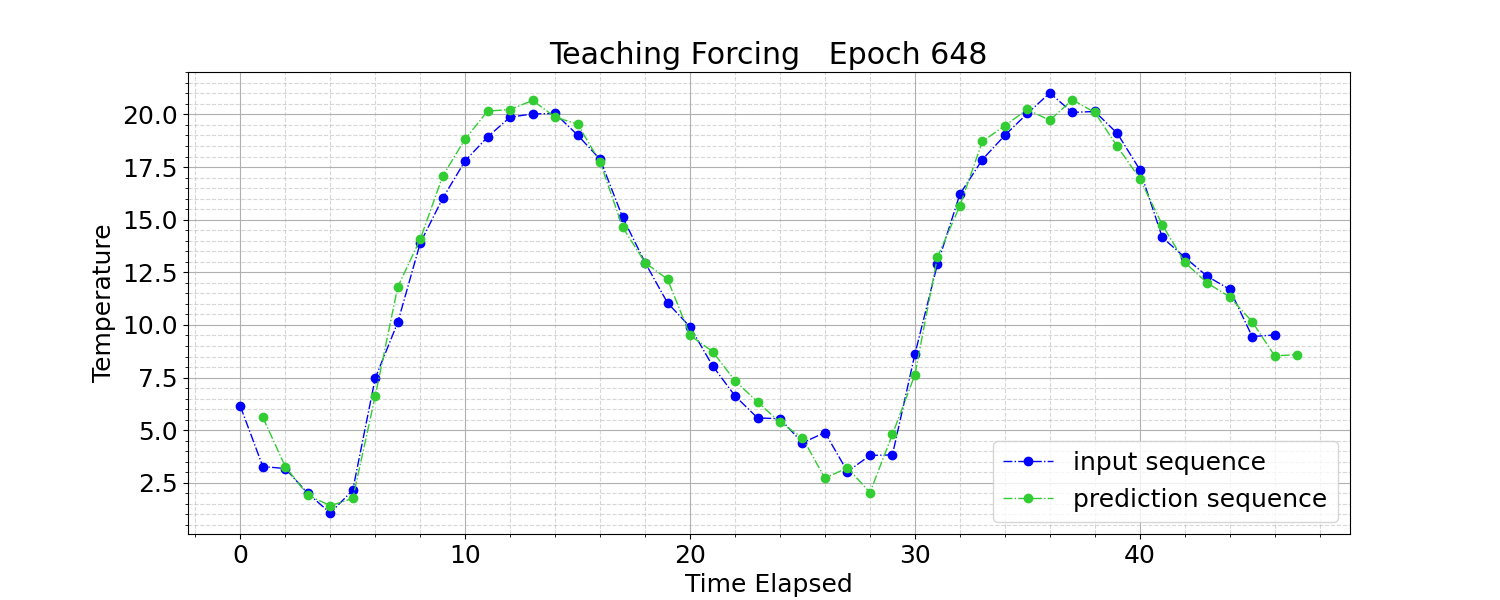 Teaching Forcing   Epoch 648
Temperature
20.0
17.5
15.0
12.5
10.0
7.5
5.0
2.5
input sequence
prediction sequence
0 10 20 30 40
Time Elapsed